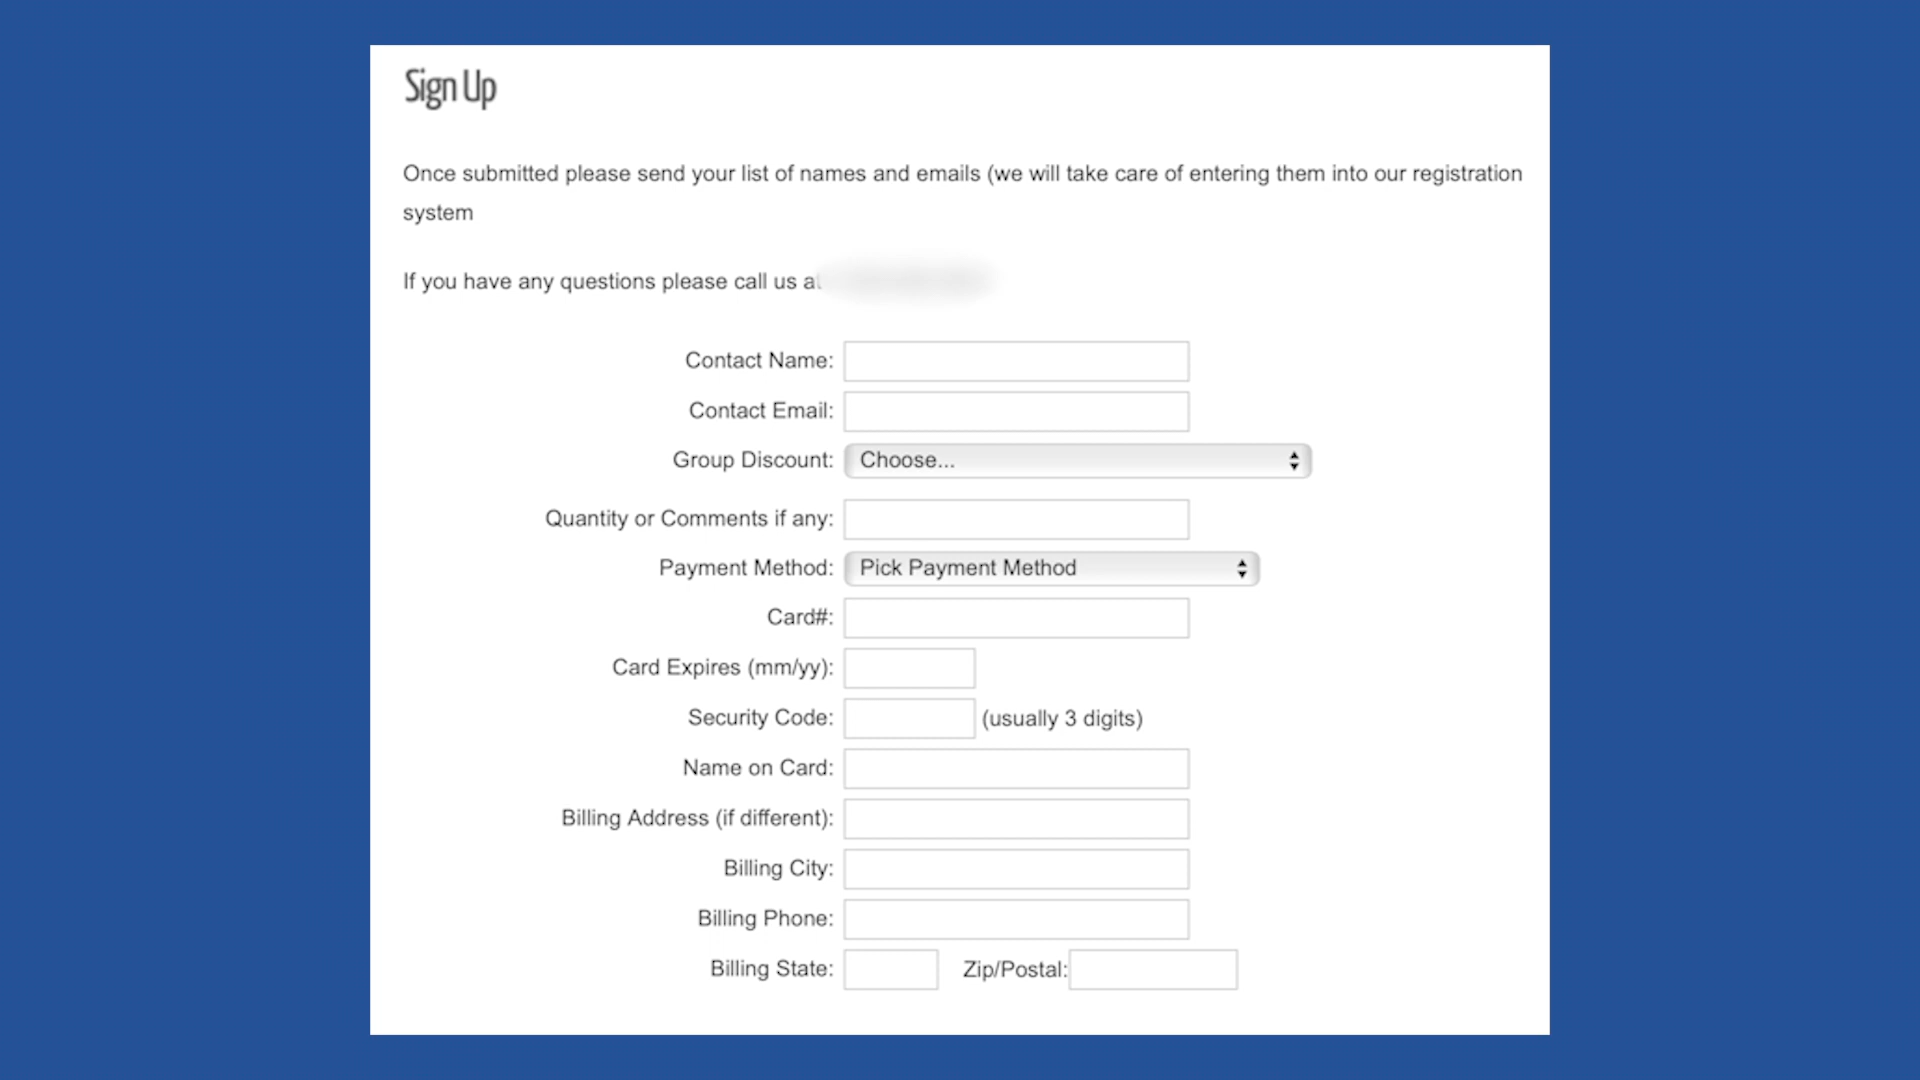 Sign Up
Once submitted please send your list of names and emails (we will take care of entering them into our registration
system
If you have any questions please call us at
Contact Name:
Contact Email:
Group Discount: Choose...
Quantity or Comments if any:
Payment Method: Pick Payment Method
Card#:
Card Expires (mm/yy):
Security Code: (usually 3 digits)
Name on Card:
Billing Address (if different):
Billing City:
Billing Phone:
Billing State: Zip/Postal: